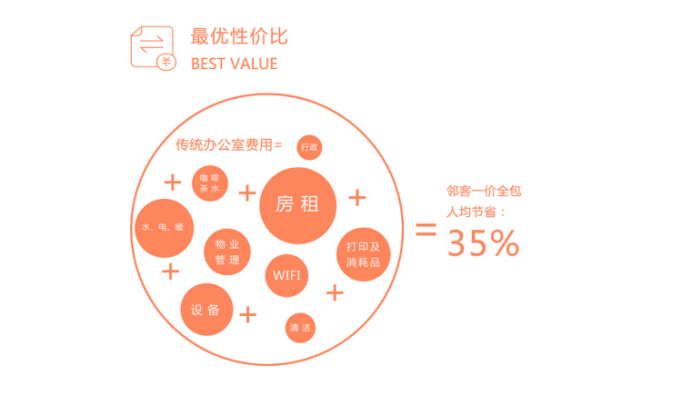 最优性价比
BEST VALUE
¥
传统办公室费用=
行政
咖啡
茶水
+
+
房租
+
水、电、暖
物业
管理
打印及
消耗品
+
WIFI
+
设备
+
清洁
=
邻客一价全包
人均节省：
35%